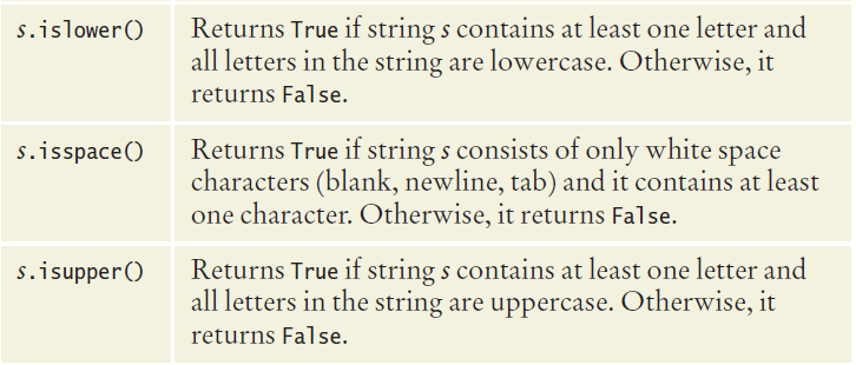 s.islower() Returns True if string s contains at least one letter and
all letters in the string are lowercase. Otherwise, it
returns False.
s.isspace() Returns True if string s consists of only white space
characters (blank, newline, tab) and it contains at least
one character. Otherwise, it returns False.
s.isupper() Returns True if string s contains at least one letter and
all letters in the string are uppercase. Otherwise, it
returns False.